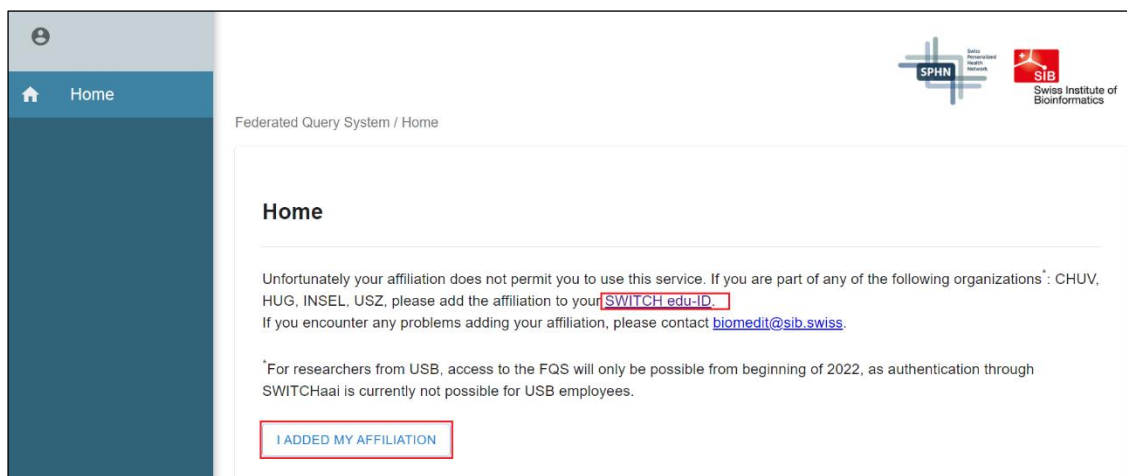 Home
SPHN
Swiss
Personalized
Health
Network
SIB
Swiss Institute of
Bioinformatics
Federated Query System / Home
Home
Unfortunately your affiliation does not permit you to use this service. If you are part of any of the following organizations*: CHUV,
HUG, INSEL, USZ, please add the affiliation to your SWITCH edu-ID.
If you encounter any problems adding your affiliation, please contact biomedit@sib.swiss.
*For researchers from USB, access to the FQS will only be possible from beginning of 2022, as authentication through
SWITCHaai is currently not possible for USB employees.
I ADDED MY AFFILIATION